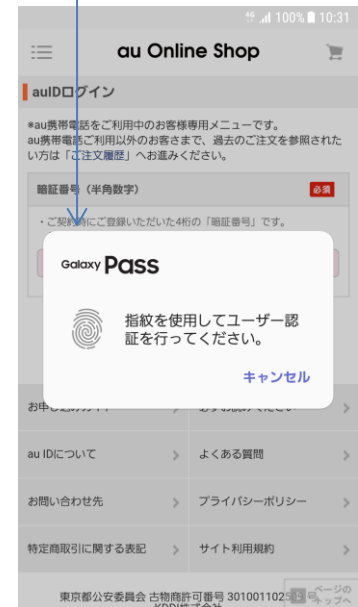 4G 100% 10:31
au Online Shop
auIDログイン
*au携帯電話をご利用中のお客様専用メニューです。
au携帯電話ご利用以外のお客さまで、過去のご注文を参照された
い方は「ご注文履歴」へお進みください。
暗証番号（半角数字）
必須
・ご契約時にご登録いただいた4桁の「暗証番号」です。
Galaxy Pass
指紋を使用してユーザー認
証を行ってください。
キャンセル
au IDについて
よくある質問
お問い合わせ先
プライバシーポリシー
特定商取引に関する表記
サイト利用規約
ページの
トップへ
東京都公安委員会 古物商許可番号 3010011025